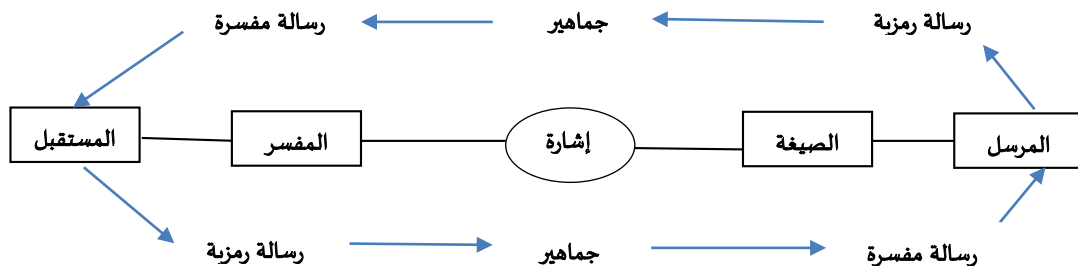 رسالة رمزية جماهير رسالة مفسرة
المرسل الصيغة إشارة المفسر المستقبل
رسالة مفسرة جماهير رسالة رمزية